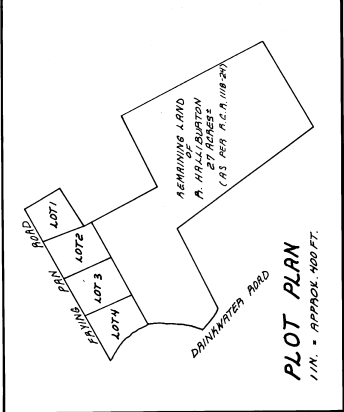 FRYING PAN ROAD
LOT 1
LOT 2
LOT 3
LOT 4
REMAINING LAND
OF
A. HALLIBURTON
27 ACRES±
(AS PER R.C.R. 1118-24)
DRINKWATER ROAD
PLOT PLAN
1 IN. = APPROX. 400 FT.